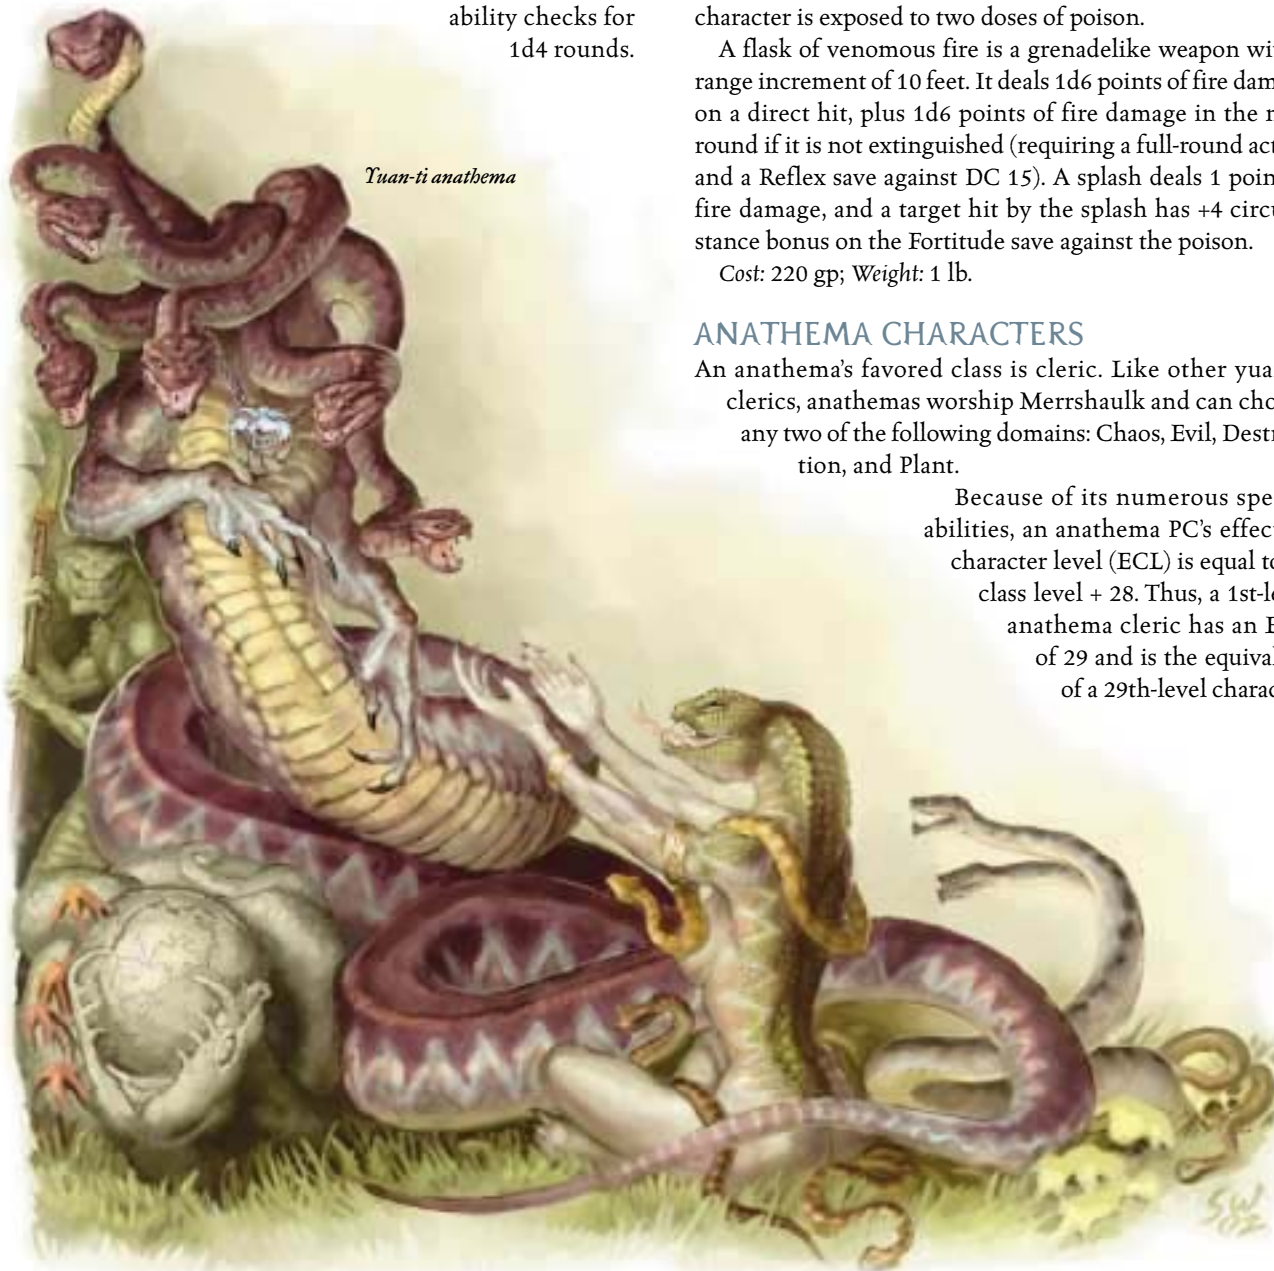 ability checks for
1d4 rounds.
Yuan-ti anathema
character is exposed to two doses of poison.
A flask of venomous fire is a grenadelike weapon wi
range increment of 10 feet. It deals 1d6 points of fire dam
on a direct hit, plus 1d6 points of fire damage in the n
round if it is not extinguished (requiring a full-round act
and a Reflex save against DC 15). A splash deals 1 poin
fire damage, and a target hit by the splash has +4 circu
stance bonus on the Fortitude save against the poison.
Cost: 220 gp; Weight: 1 lb.
ANATHEMA CHARACTERS
An anathema's favored class is cleric. Like other yua
clerics, anathemas worship Merrshaulk and can cho
any two of the following domains: Chaos, Evil, Destr
tion, and Plant.
Because of its numerous spe
abilities, an anathema PC's effect
character level (ECL) is equal to
class level + 28. Thus, a 1st-le
anathema cleric has an E
of 29 and is the equival
of a 29th-level charac
SW
02